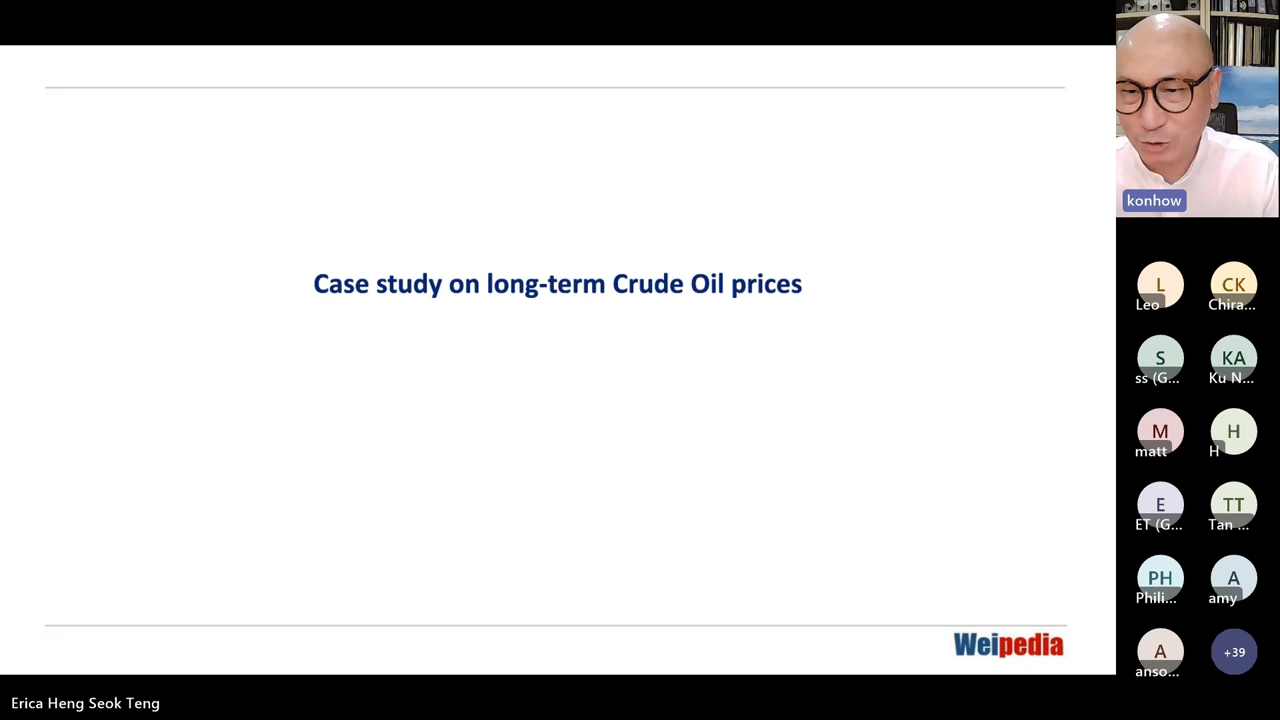 Case study on long-term Crude Oil prices
Weipedia
konhow
L
Leo
CK
Chira...
S
ss (G...
KA
Ku N...
M
matt
H
H
E
ET (G...
TT
Tan ...
PH
Phili...
A
amy
A
anso...
+39
Erica Heng Seok Teng